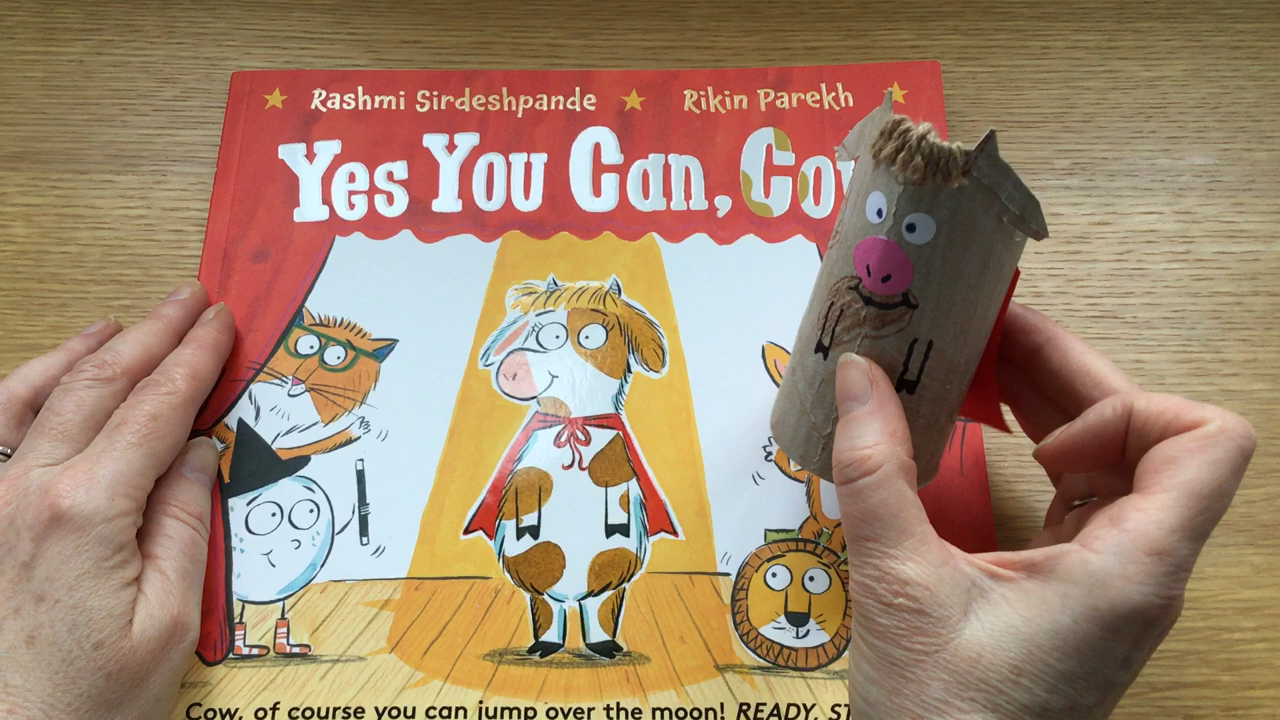 Rashmi Sirdeshpande Rikin Parekh
Yes You Can,
Cow, of course you can jump over the moon! READY,